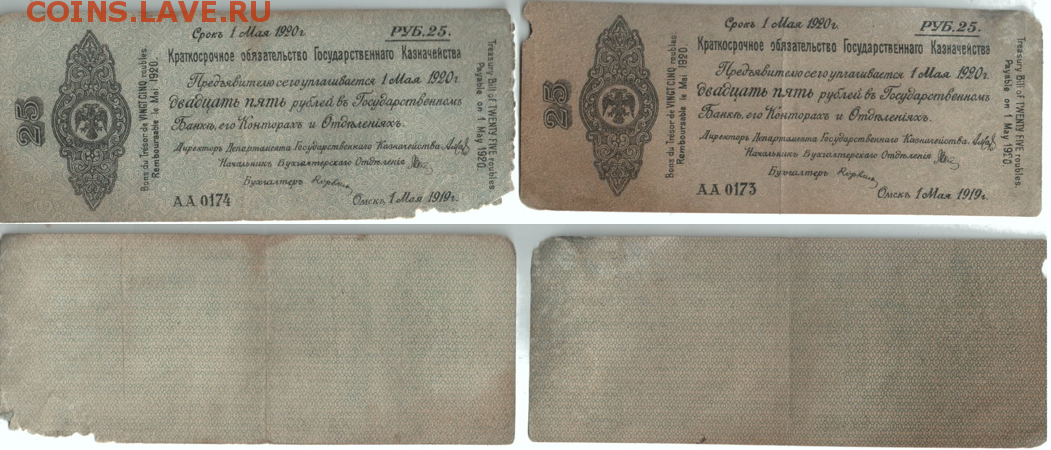 COINS.LAVE.RU
Срокъ 1 Мая 1920г.
РУБ. 25.
Краткосрочное обязательство Государственнаго Казначейства
Предъявителю сего уплачивается 1 Мая 1920г.
двадцать пять рублей въ Государственномъ
Банкѣ, его Конторахъ и Отдѣленіяхъ.
Директоръ Департамента Государственнаго Казначейства
Начальникъ Бухгалтерскаго Отдѣленія
Бухгалтеръ
АА 0174
Омскъ 1 Мая 1919г.
25
Bons du Trésor de VINGT CINQ roubles.
Remboursable le Mai 1920.
Treasury Bill of TWENTY FIVE roubles.
Payable on 1 May 1920
Срокъ 1 Мая 1920г.
РУБ. 25.
Краткосрочное обязательство Государственнаго Казначейства
Предъявителю сего уплачивается 1 Мая 1920г.
двадцать пять рублей въ Государственномъ
Банкѣ, его Конторахъ и Отдѣленіяхъ.
Директоръ Департамента Государственнаго Казначейства
Начальникъ Бухгалтерскаго Отдѣленія
Бухгалтеръ
АА 0173
Омскъ 1 Мая 1919г.
25
Bons du Trésor de VINGT CINQ roubles.
Remboursable le Mai 1920.
Treasury Bill of TWENTY FIVE roubles.
Payable on 1 May 1920